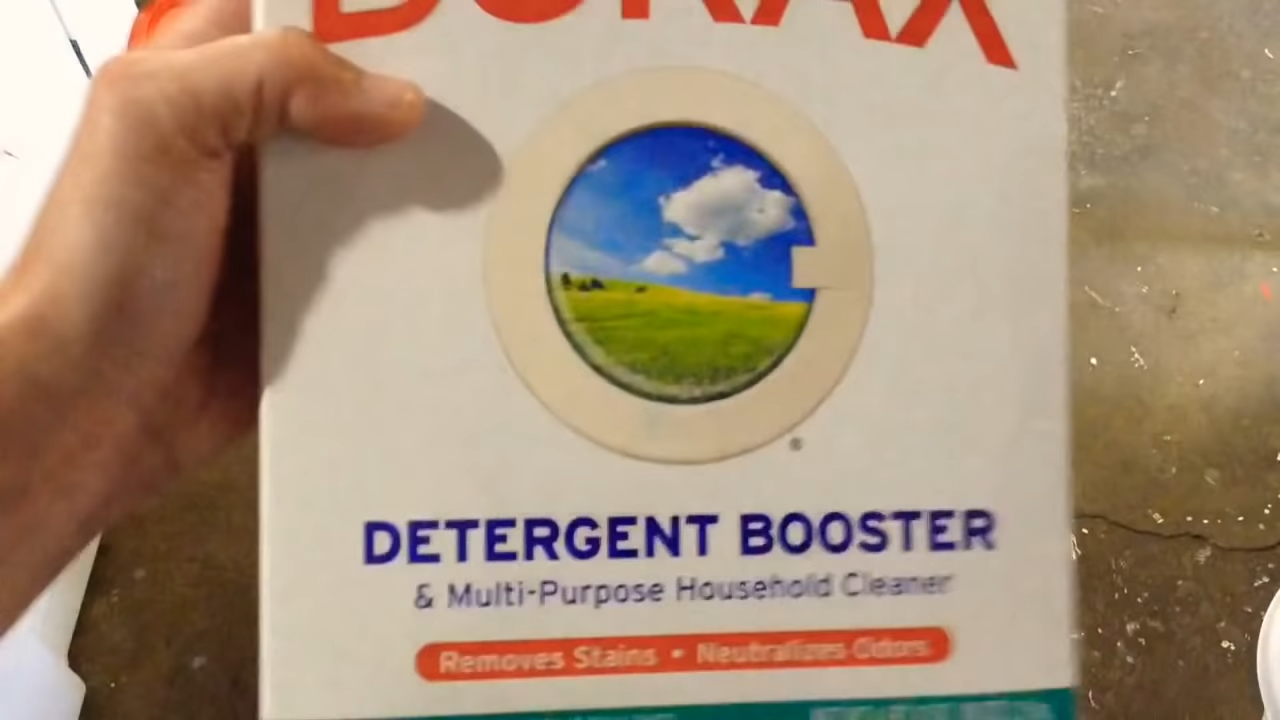 BORAX
®
DETERGENT BOOSTER
& Multi-Purpose Household Cleaner
Removes Stains • Neutralizes Odors